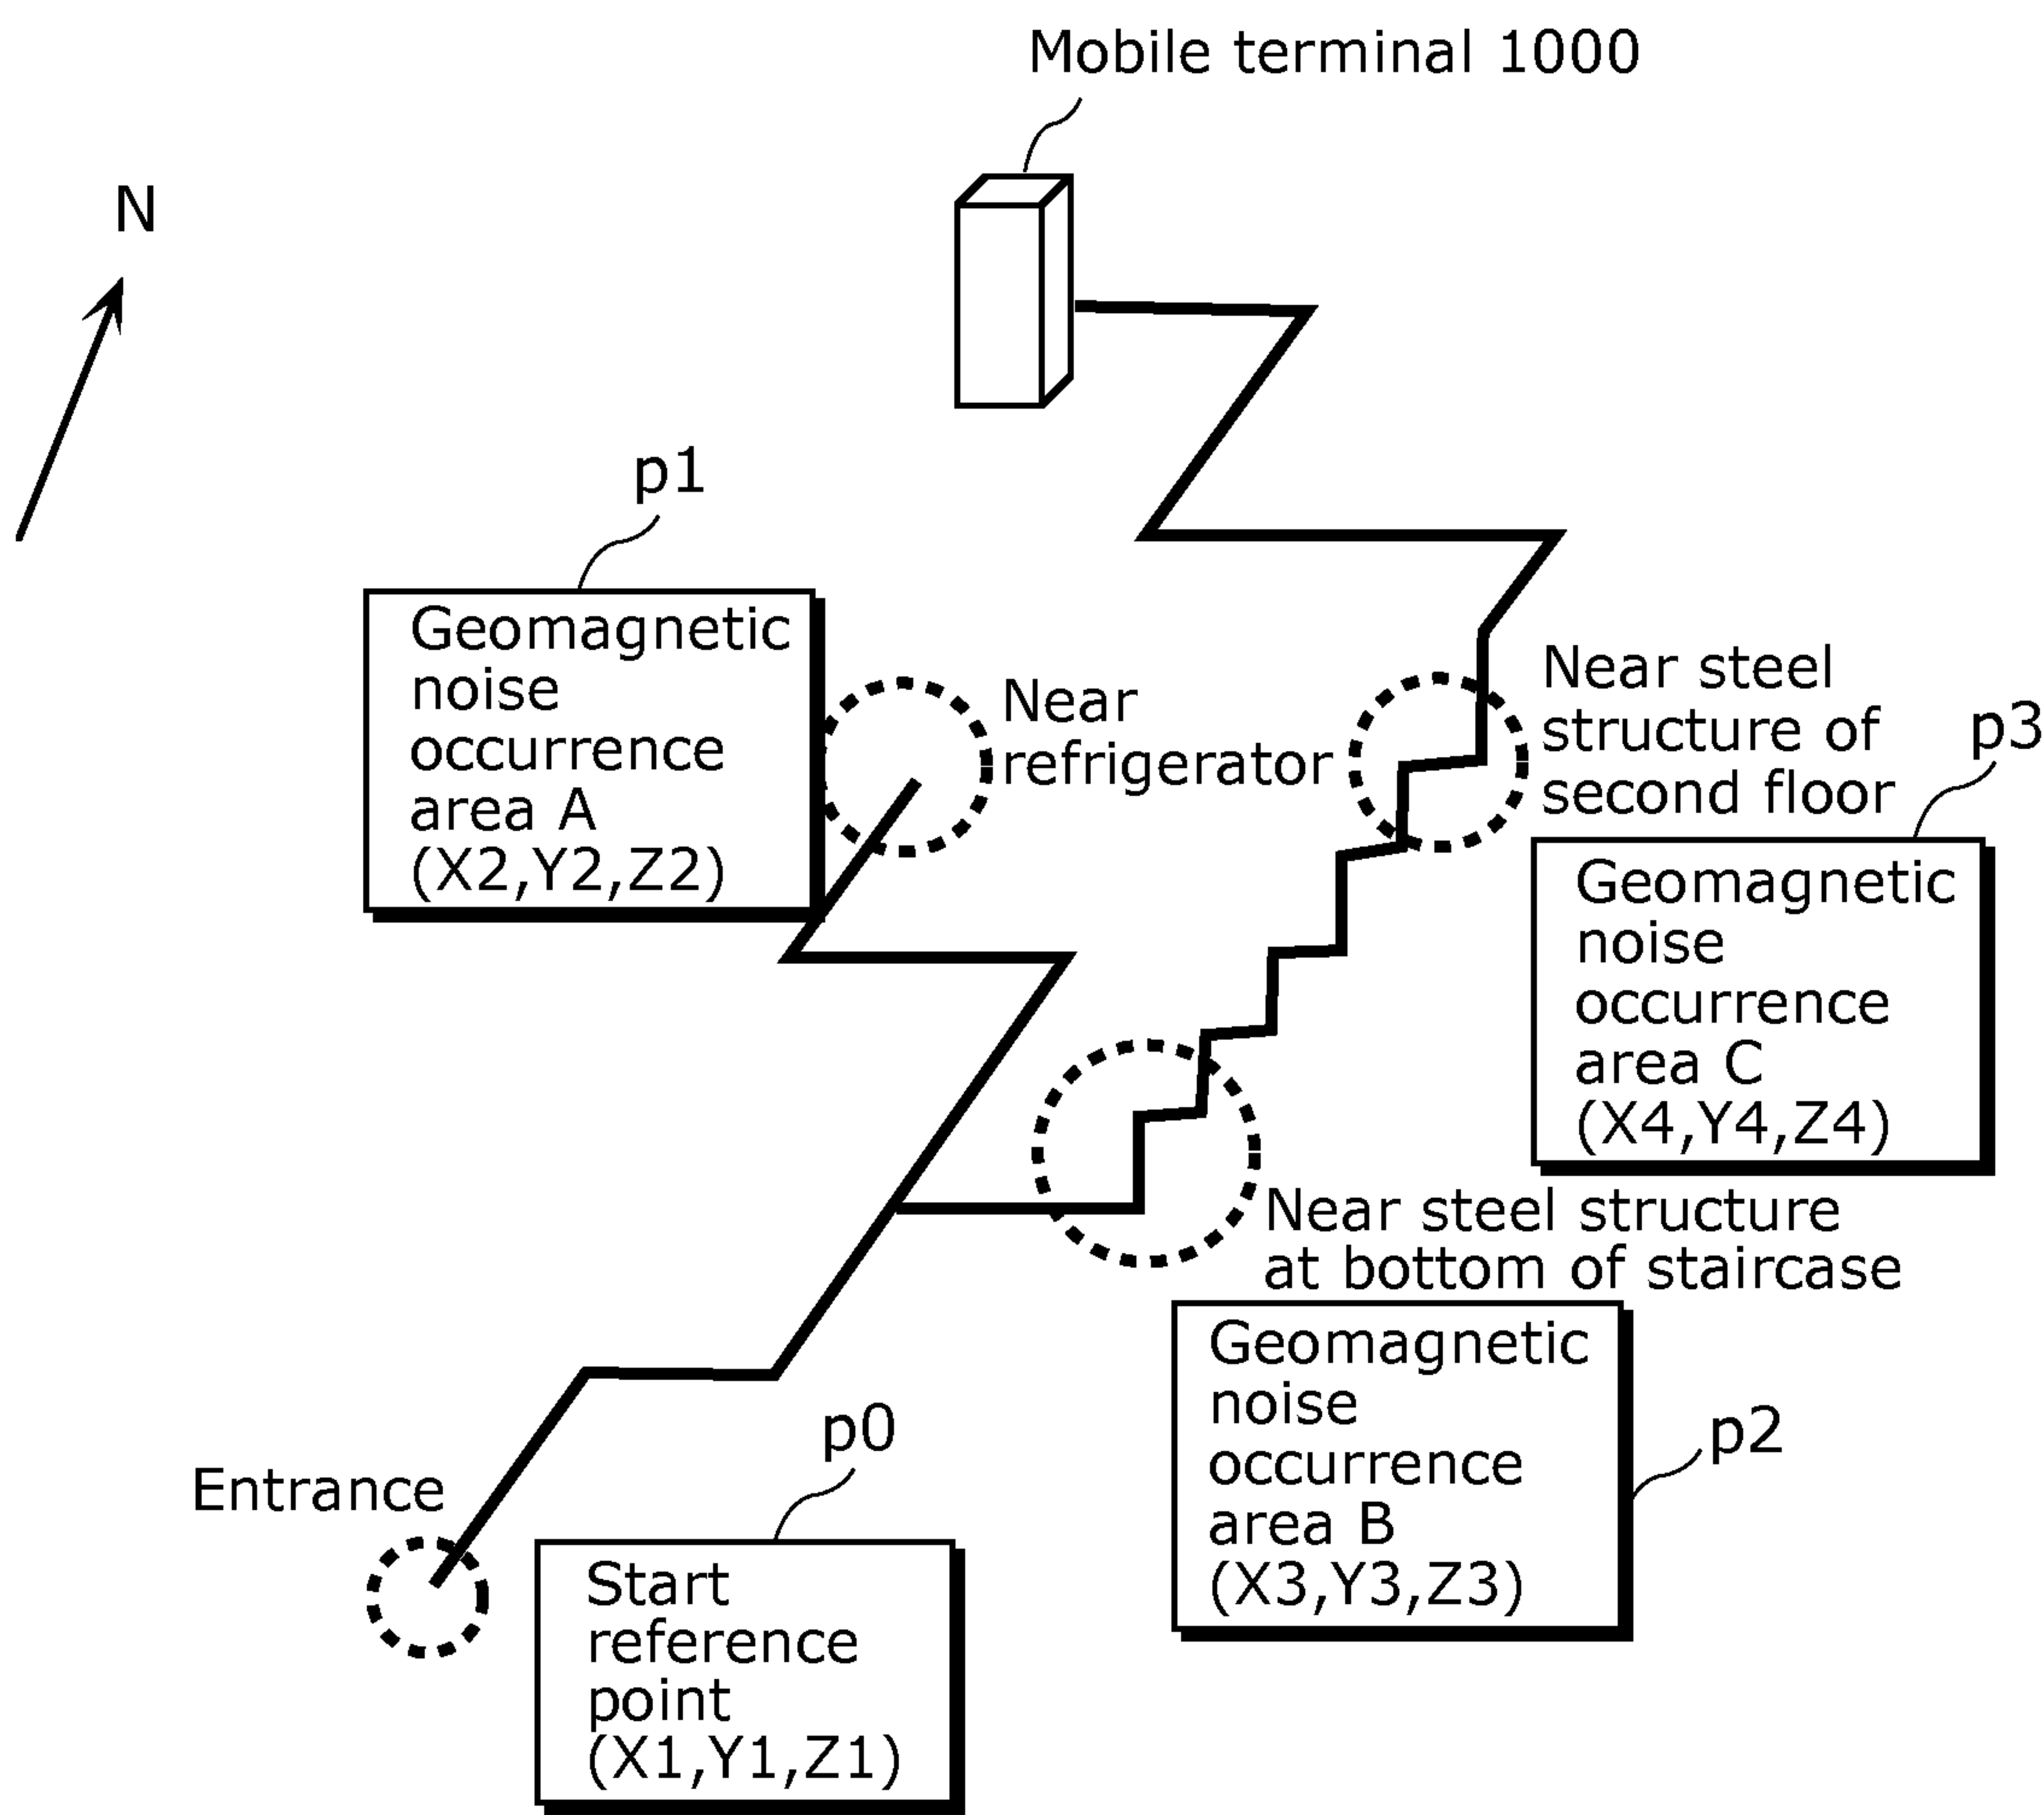 Mobile terminal 1000
N
p1
Geomagnetic
noise
occurrence
area A
(X2,Y2,Z2)
Near
refrigerator
Near steel
structure of
second floor
p3
Geomagnetic
noise
occurrence
area C
(X4,Y4,Z4)
Near steel structure
at bottom of staircase
Geomagnetic
noise
occurrence
area B
(X3,Y3,Z3)
p2
Entrance
p0
Start
reference
point
(X1,Y1,Z1)